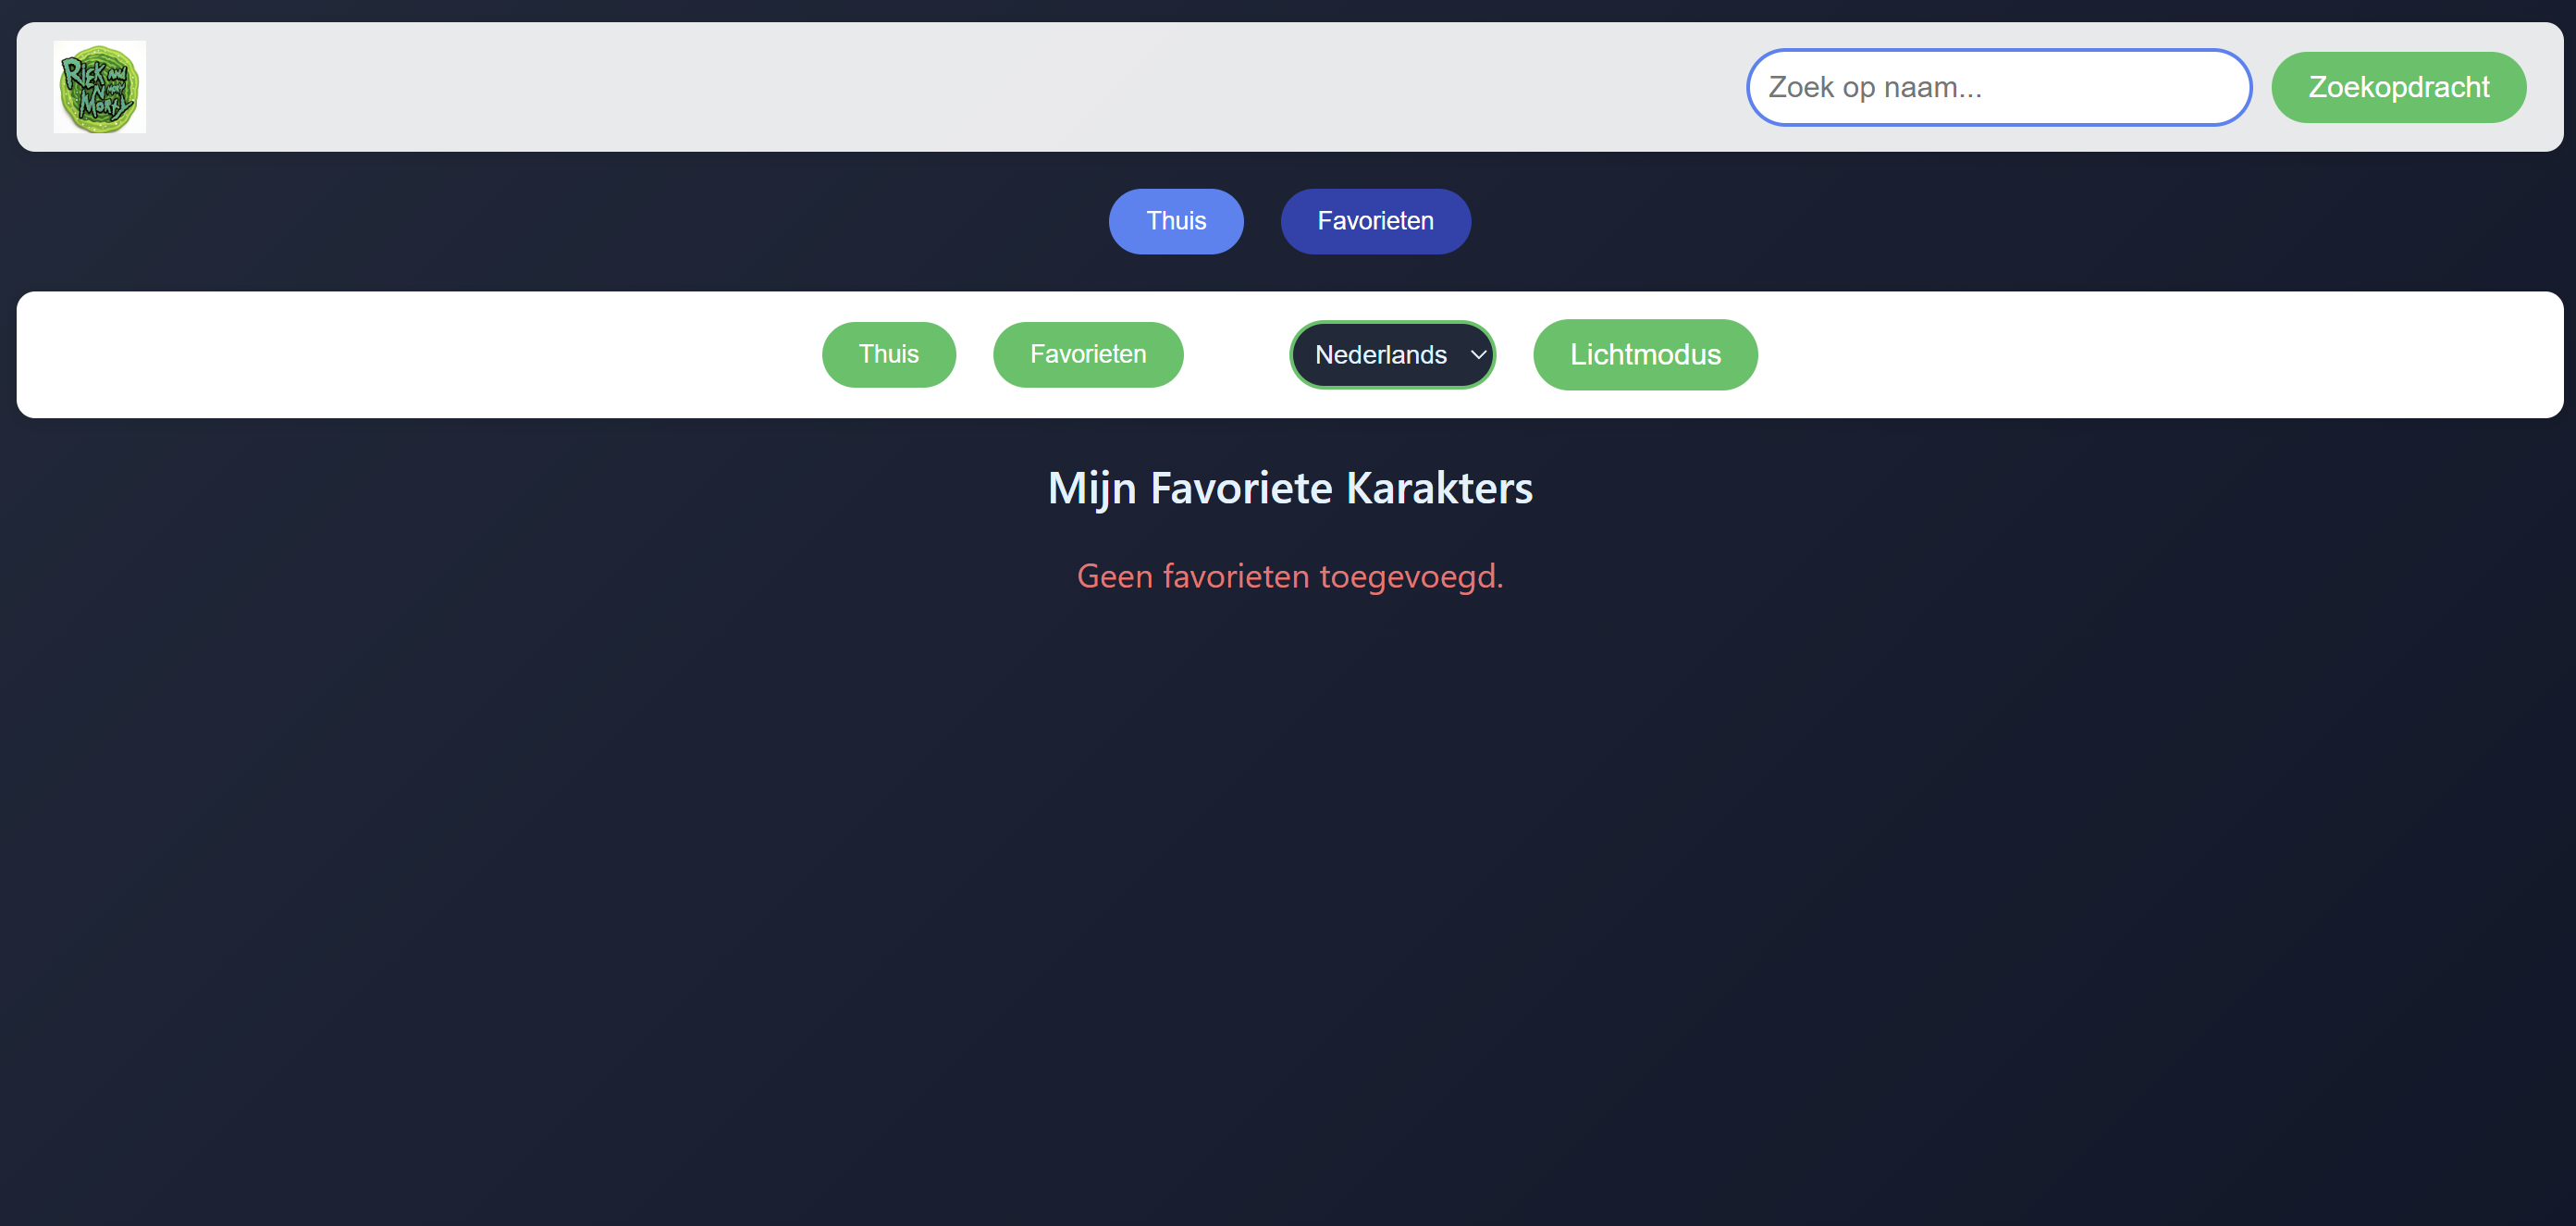 Rick and
Morty
Zoek op naam...
Zoekopdracht
Thuis
Favorieten
Thuis
Favorieten
Nederlands
Lichtmodus
Mijn Favoriete Karakters
Geen favorieten toegevoegd.